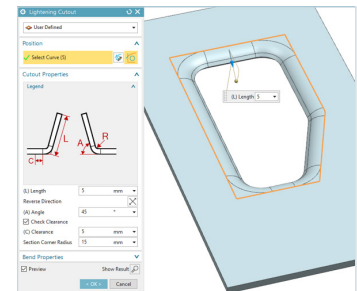 Lightening Cutout
User Defined
Position
Select Curve (5)
Cutout Properties
Legend
L
R
A
C
(L) Length 5 mm
Reverse Direction
(A) Angle 45 °
Check Clearance
(C) Clearance 5 mm
Section Corner Radius 15 mm
Bend Properties
Preview Show Result
< OK > Cancel
(L) Length 5